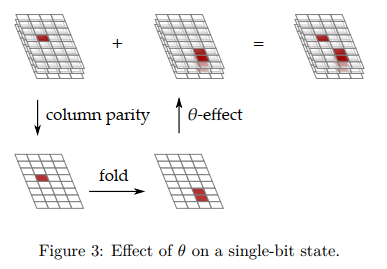 +
=
column parity
θ-effect
fold
Figure 3: Effect of θ on a single-bit state.